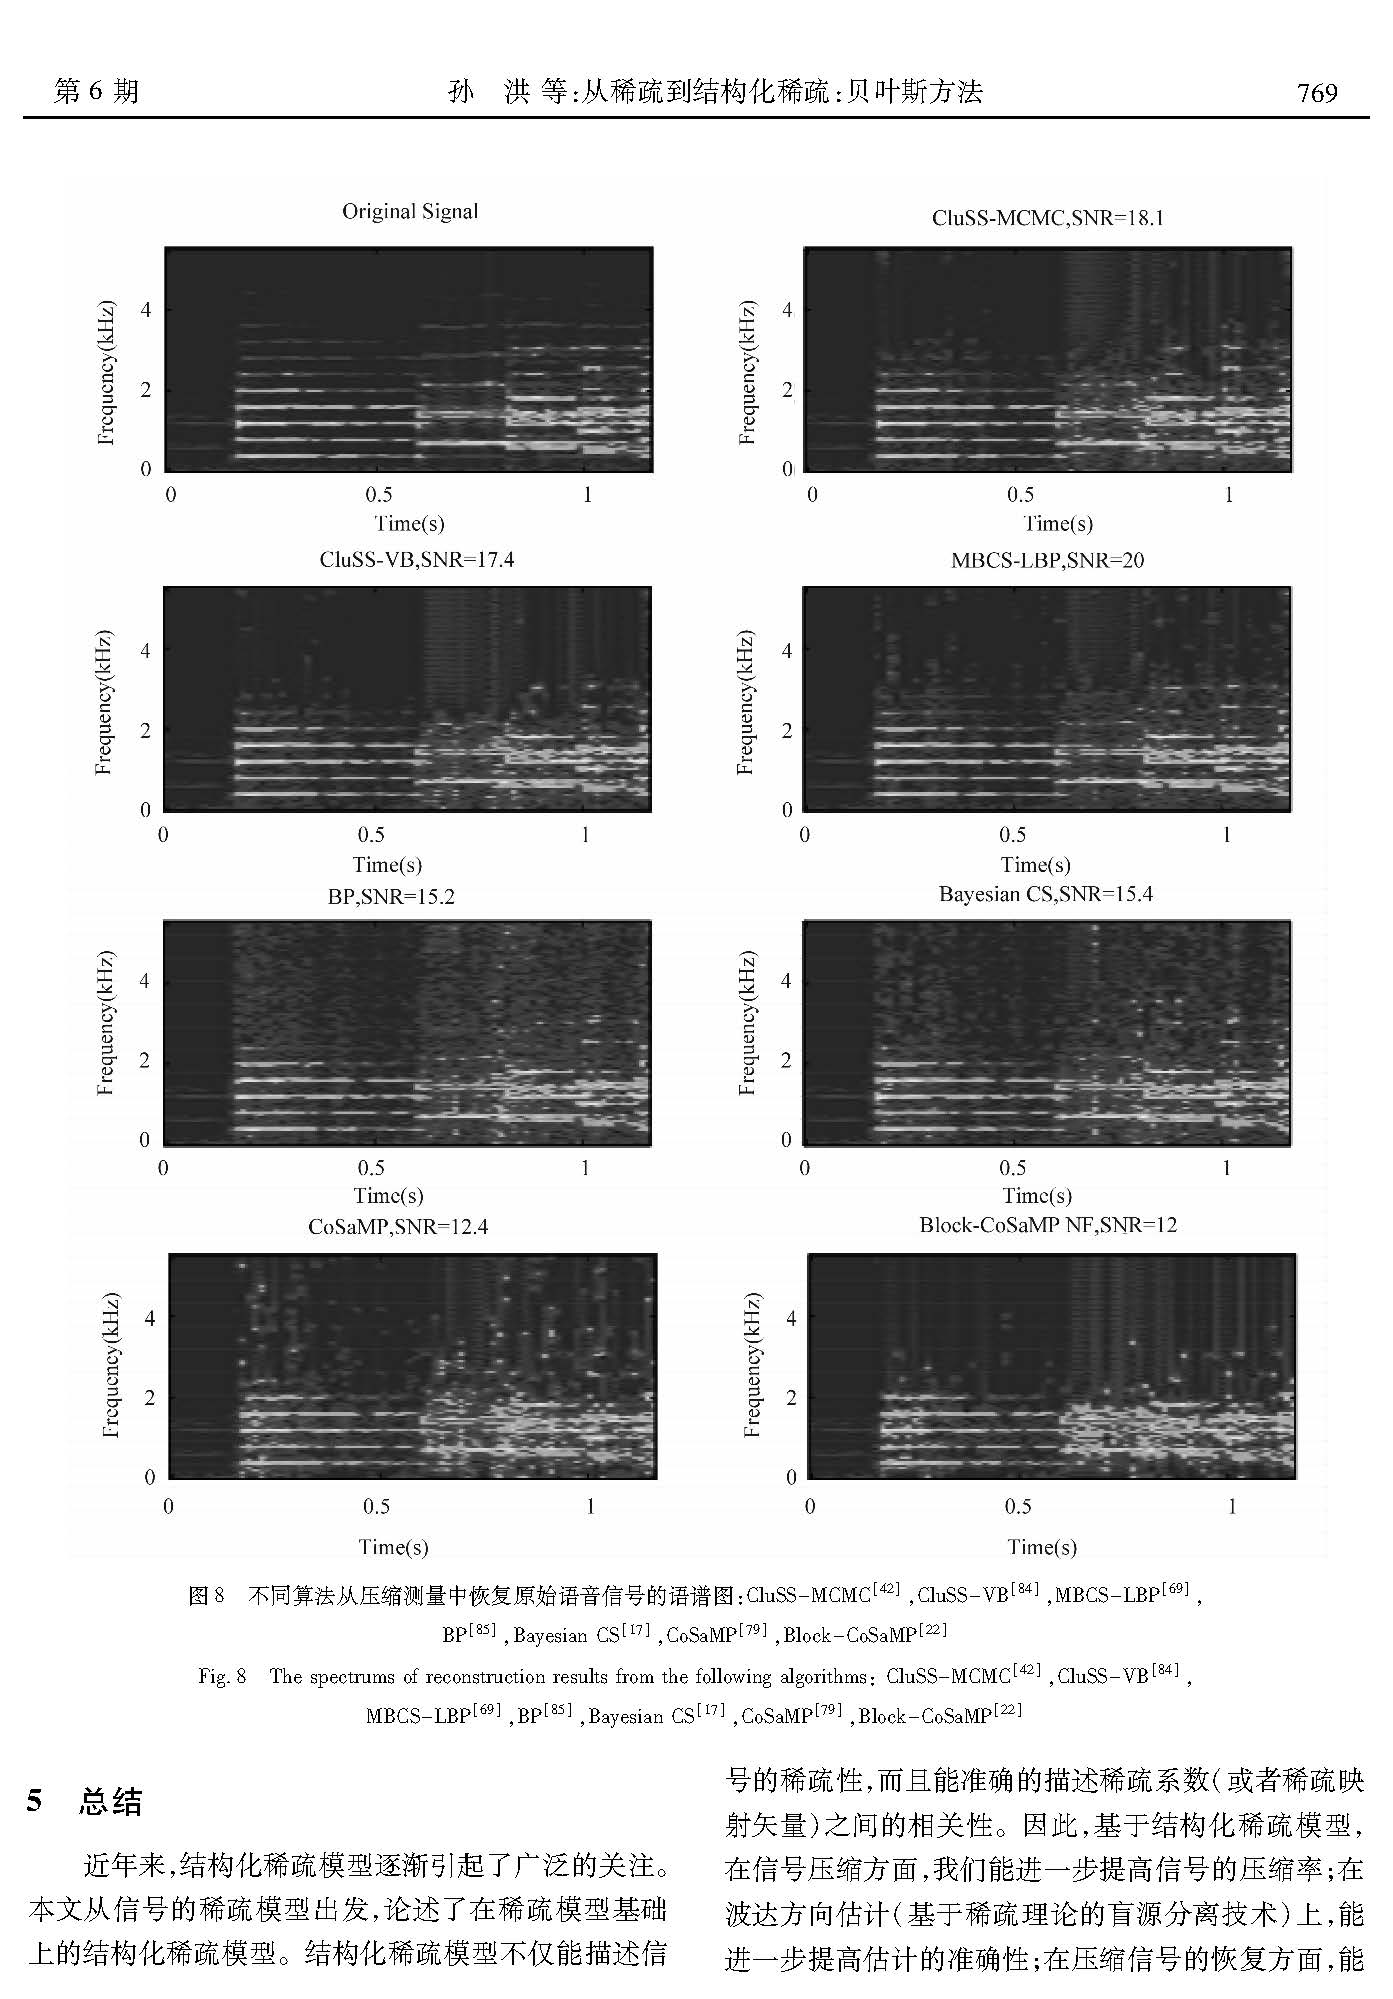 第 6 期 孙 洪 等:从稀疏到结构化稀疏:贝叶斯方法 769
Original Signal
Frequency(kHz)
4
2
0
0 0.5 1
Time(s)
CluSS-MCMC,SNR=18.1
Frequency(kHz)
4
2
0
0 0.5 1
Time(s)
CluSS-VB,SNR=17.4
Frequency(kHz)
4
2
0
0 0.5 1
Time(s)
MBCS-LBP,SNR=20
Frequency(kHz)
4
2
0
0 0.5 1
Time(s)
BP,SNR=15.2
Frequency(kHz)
4
2
0
0 0.5 1
Time(s)
Bayesian CS,SNR=15.4
Frequency(kHz)
4
2
0
0 0.5 1
Time(s)
CoSaMP,SNR=12.4
Frequency(kHz)
4
2
0
0 0.5 1
Time(s)
Block-CoSaMP NF,SNR=12
Frequency(kHz)
4
2
0
0 0.5 1
Time(s)
图 8 不同算法从压缩测量中恢复原始语音信号的语谱图:CluSS-MCMC[42],CluSS-VB[84],MBCS-LBP[69],
BP[85],Bayesian CS[17],CoSaMP[79],Block-CoSaMP[22]
Fig. 8 The spectrums of reconstruction results from the following algorithms: CluSS-MCMC[42],CluSS-VB[84],
MBCS-LBP[69],BP[85],Bayesian CS[17],CoSaMP[79],Block-CoSaMP[22]
5 总结
近年来,结构化稀疏模型逐渐引起了广泛的关注。
本文从信号的稀疏模型出发,论述了在稀疏模型基础
上的结构化稀疏模型。结构化稀疏模型不仅能描述信
号的稀疏性,而且能准确的描述稀疏系数(或者稀疏映
射矢量)之间的相关性。因此,基于结构化稀疏模型,
在信号压缩方面,我们能进一步提高信号的压缩率;在
波达方向估计(基于稀疏理论的盲源分离技术)上,能
进一步提高估计的准确性;在压缩信号的恢复方面,能